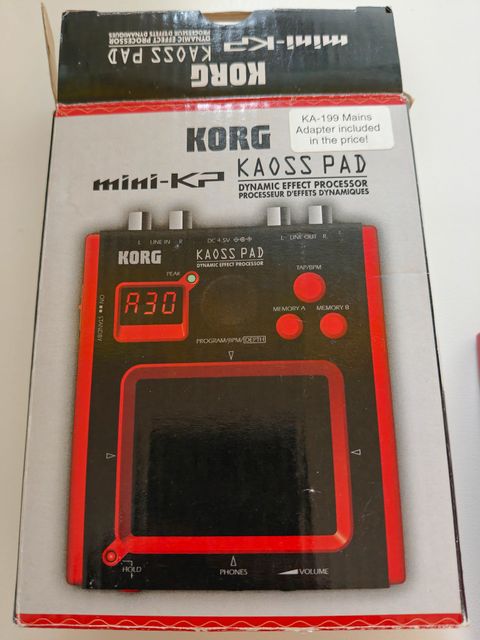 mini-KP
KAOSS PAD
DYNAMIC EFFECT PROCESSOR
PROCESSEUR D'EFFETS DYNAMIQUES
KORG
KORG
KA-199 Mains
Adapter included
in the price!
mini-KP KAOSS PAD
DYNAMIC EFFECT PROCESSOR
PROCESSEUR D'EFFETS DYNAMIQUES
L LINE IN R
DC 4.5V
L LINE OUT R
KORG
KAOSS PAD
DYNAMIC EFFECT PROCESSOR
PEAK
TAP/BPM
A30
ON STANDBY
MEMORY A
MEMORY B
PROGRAM/BPM/DEPTH
HOLD
PHONES
VOLUME